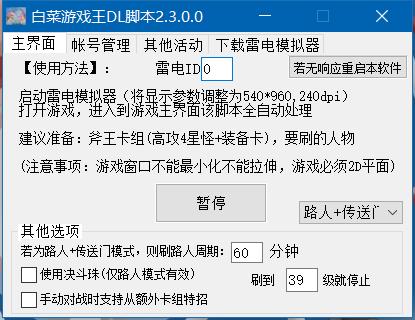 白菜游戏王DL脚本2.3.0.0
主界面 帐号管理 其他活动 下载雷电模拟器
【使用方法】： 雷电ID 0 若无响应重启本软件
启动雷电模拟器（将显示参数调整为540*960,240dpi）
打开游戏，进入到游戏主界面该脚本全自动处理
建议准备：斧王卡组(高攻4星怪+装备卡)，要刷的人物
(注意事项：游戏窗口不能最小化不能拉伸，游戏必须2D平面)
暂停 路人+传送门
其他选项
若为路人+传送门模式，则刷路人周期： 60 分钟
使用决斗珠(仅路人模式有效) 刷到 39 级就停止
手动对战时支持从额外卡组特招